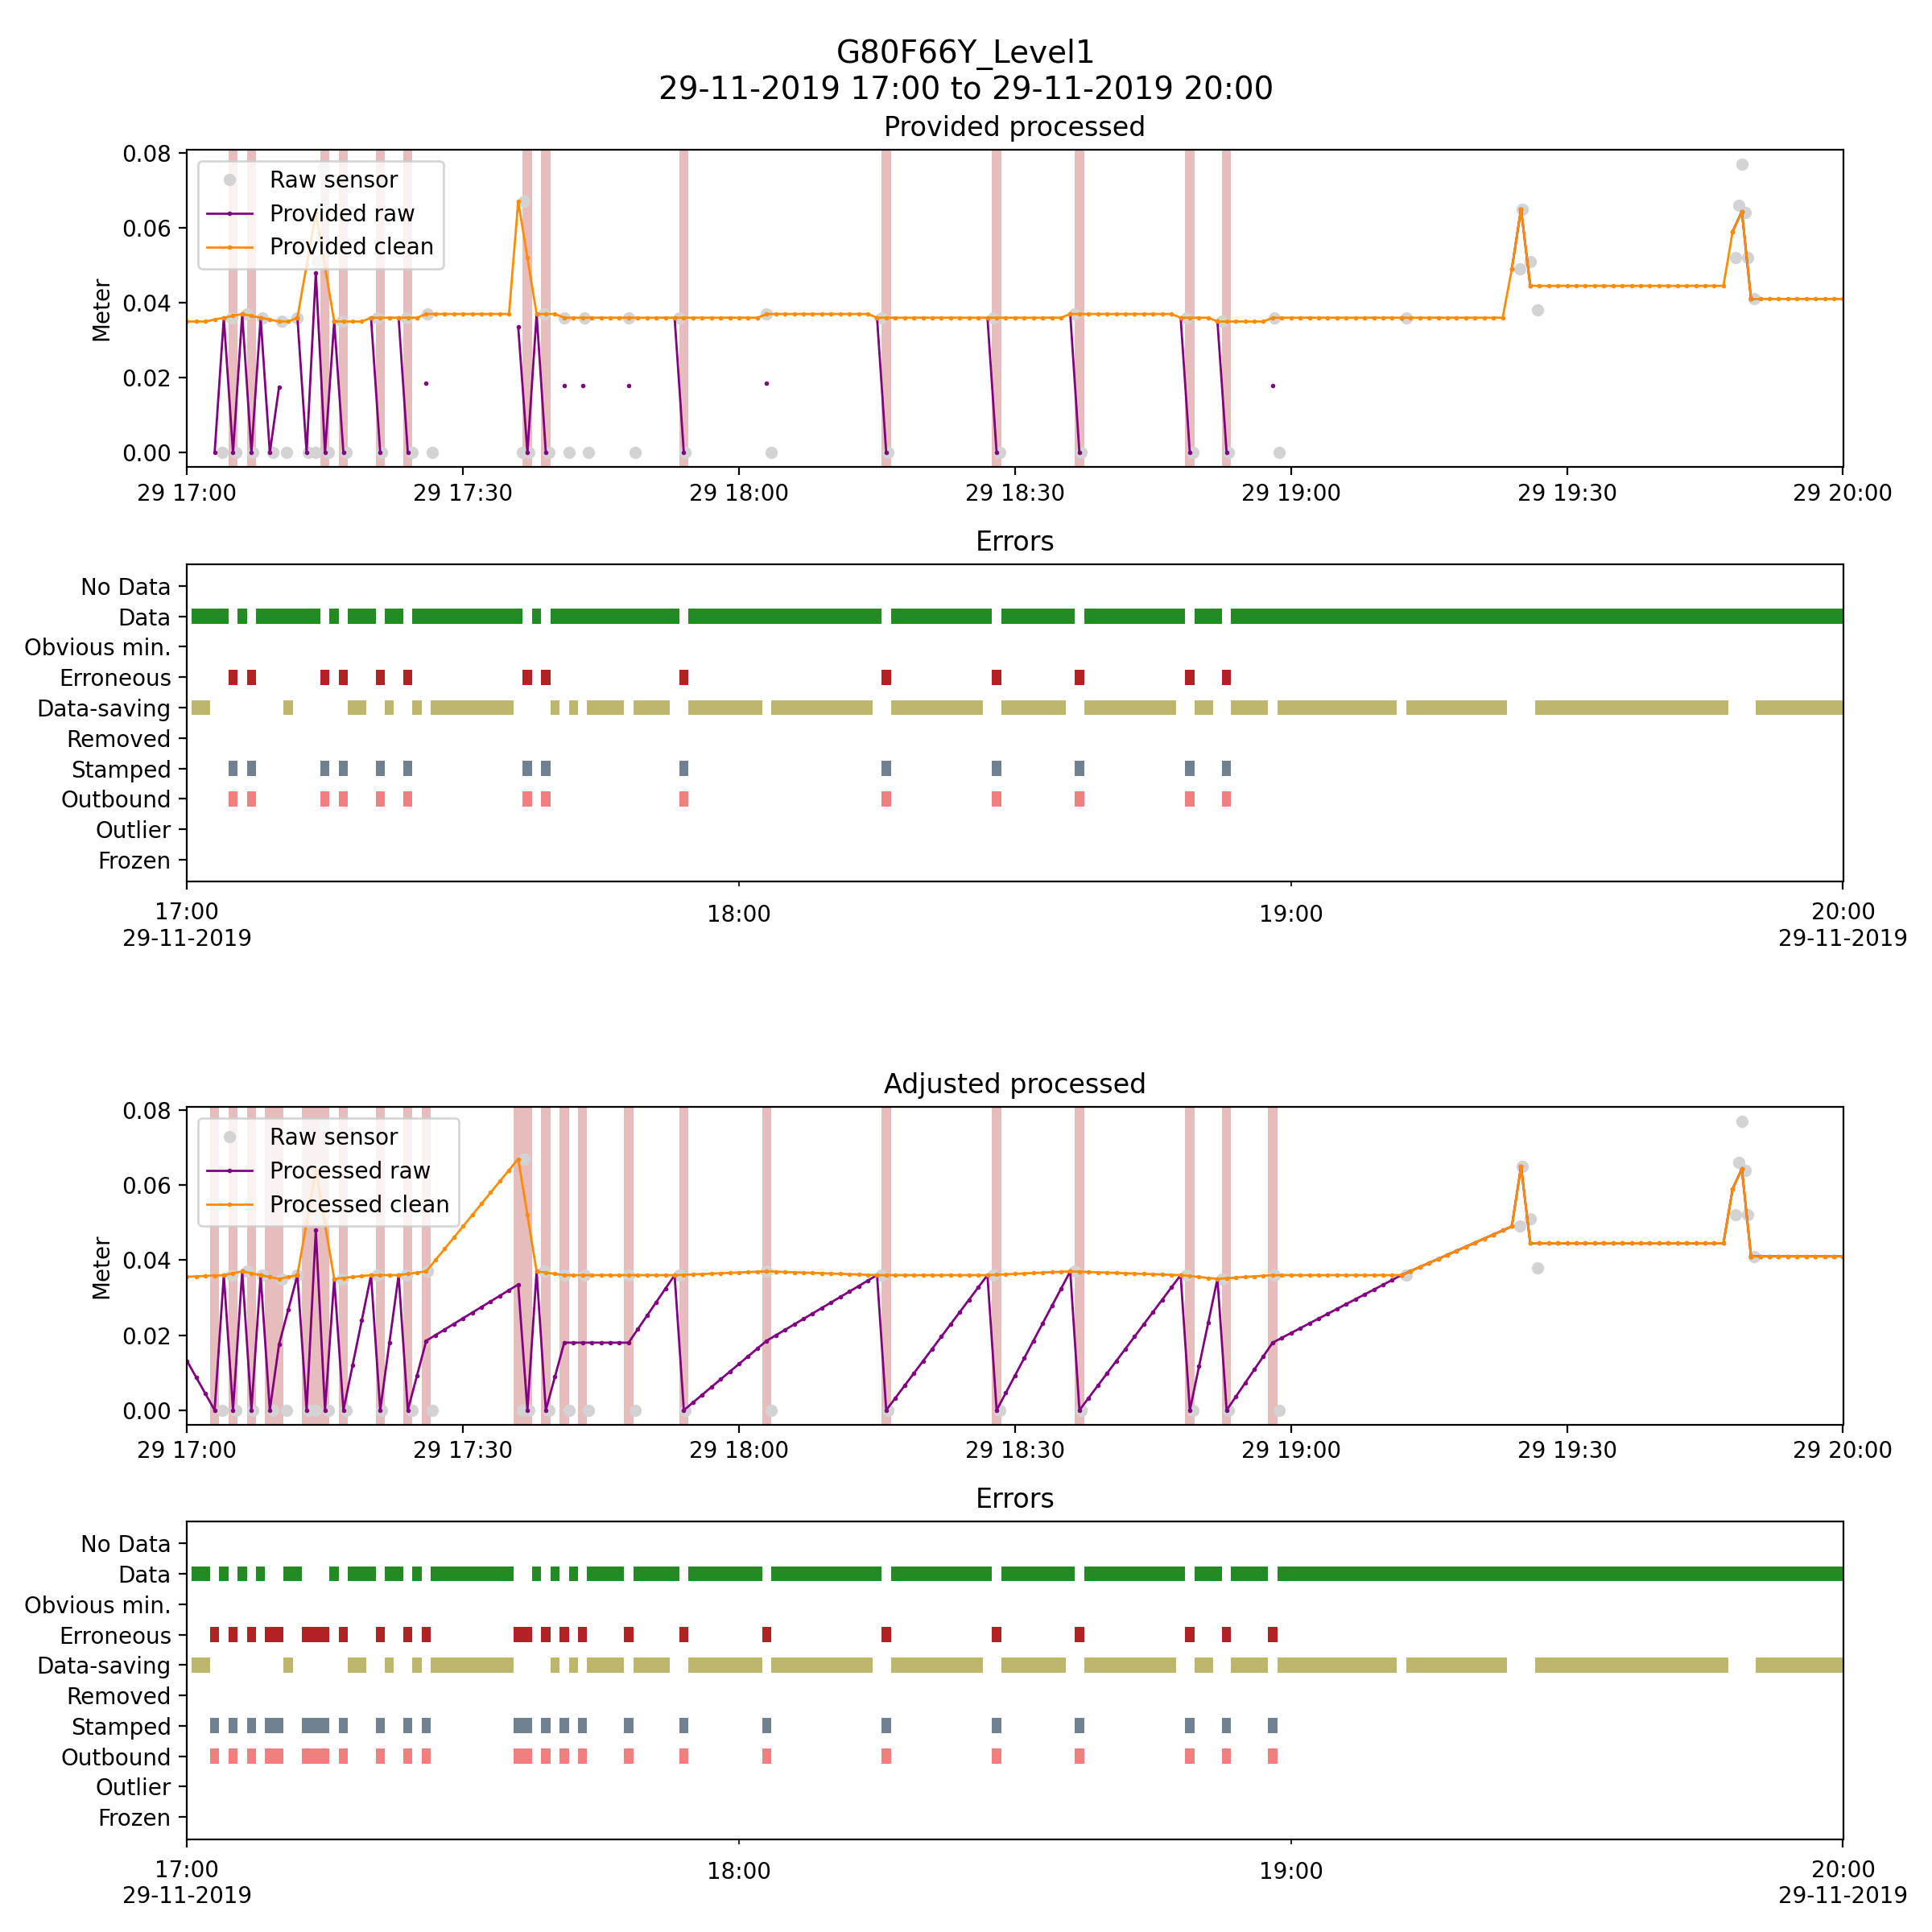 G80F66Y_Level1
29-11-2019 17:00 to 29-11-2019 20:00
Provided processed
0.08
0.06
0.04
0.02
0.00
Meter
Raw sensor
Provided raw
Provided clean
29 17:00 29 17:30 29 18:00 29 18:30 29 19:00 29 19:30 29 20:00
Errors
No Data
Data
Obvious min.
Erroneous
Data-saving
Removed
Stamped
Outbound
Outlier
Frozen
17:00 18:00 19:00 20:00
29-11-2019 29-11-2019
Adjusted processed
0.08
0.06
0.04
0.02
0.00
Meter
Raw sensor
Processed raw
Processed clean
29 17:00 29 17:30 29 18:00 29 18:30 29 19:00 29 19:30 29 20:00
Errors
No Data
Data
Obvious min.
Erroneous
Data-saving
Removed
Stamped
Outbound
Outlier
Frozen
17:00 18:00 19:00 20:00
29-11-2019 29-11-2019